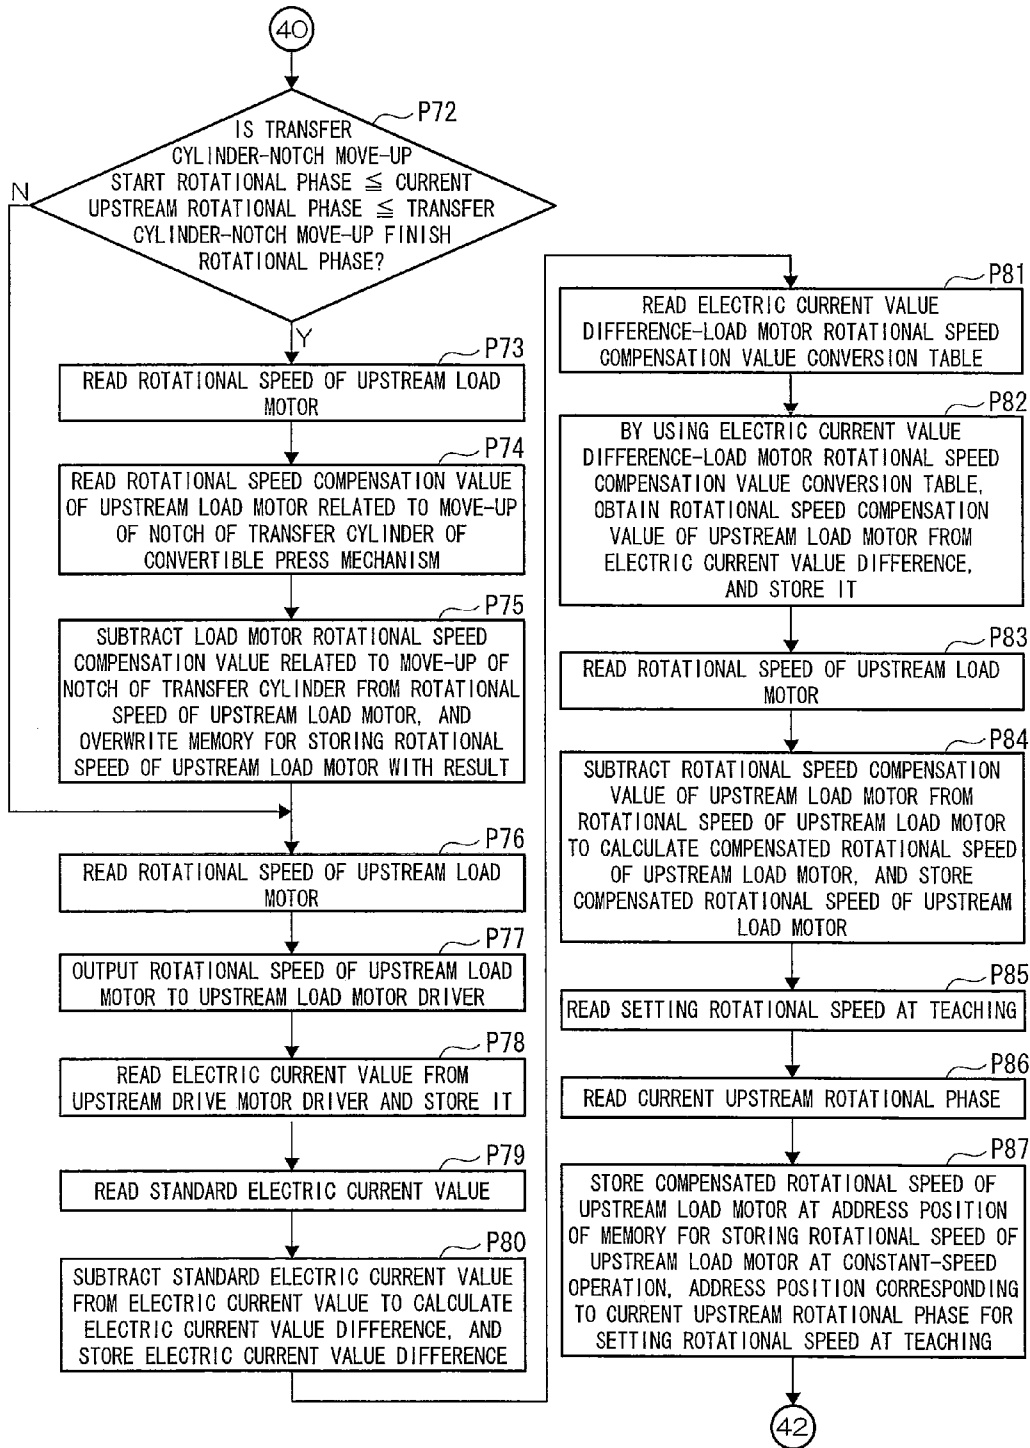 40
P72
IS TRANSFER
CYLINDER-NOTCH MOVE-UP
START ROTATIONAL PHASE ≦ CURRENT
UPSTREAM ROTATIONAL PHASE ≦ TRANSFER
CYLINDER-NOTCH MOVE-UP FINISH
ROTATIONAL PHASE?
N
Y
P73
READ ROTATIONAL SPEED OF UPSTREAM LOAD
MOTOR
P74
READ ROTATIONAL SPEED COMPENSATION VALUE
OF UPSTREAM LOAD MOTOR RELATED TO MOVE-UP
OF NOTCH OF TRANSFER CYLINDER OF
CONVERTIBLE PRESS MECHANISM
P75
SUBTRACT LOAD MOTOR ROTATIONAL SPEED
COMPENSATION VALUE RELATED TO MOVE-UP OF
NOTCH OF TRANSFER CYLINDER FROM ROTATIONAL
SPEED OF UPSTREAM LOAD MOTOR, AND
OVERWRITE MEMORY FOR STORING ROTATIONAL
SPEED OF UPSTREAM LOAD MOTOR WITH RESULT
P76
READ ROTATIONAL SPEED OF UPSTREAM LOAD
MOTOR
P77
OUTPUT ROTATIONAL SPEED OF UPSTREAM LOAD
MOTOR TO UPSTREAM LOAD MOTOR DRIVER
P78
READ ELECTRIC CURRENT VALUE FROM
UPSTREAM DRIVE MOTOR DRIVER AND STORE IT
P79
READ STANDARD ELECTRIC CURRENT VALUE
P80
SUBTRACT STANDARD ELECTRIC CURRENT VALUE
FROM ELECTRIC CURRENT VALUE TO CALCULATE
ELECTRIC CURRENT VALUE DIFFERENCE, AND
STORE ELECTRIC CURRENT VALUE DIFFERENCE
P81
READ ELECTRIC CURRENT VALUE
DIFFERENCE-LOAD MOTOR ROTATIONAL SPEED
COMPENSATION VALUE CONVERSION TABLE
P82
BY USING ELECTRIC CURRENT VALUE
DIFFERENCE-LOAD MOTOR ROTATIONAL SPEED
COMPENSATION VALUE CONVERSION TABLE,
OBTAIN ROTATIONAL SPEED COMPENSATION
VALUE OF UPSTREAM LOAD MOTOR FROM
ELECTRIC CURRENT VALUE DIFFERENCE,
AND STORE IT
P83
READ ROTATIONAL SPEED OF UPSTREAM LOAD
MOTOR
P84
SUBTRACT ROTATIONAL SPEED COMPENSATION
VALUE OF UPSTREAM LOAD MOTOR FROM
ROTATIONAL SPEED OF UPSTREAM LOAD MOTOR
TO CALCULATE COMPENSATED ROTATIONAL SPEED
OF UPSTREAM LOAD MOTOR, AND STORE
COMPENSATED ROTATIONAL SPEED OF UPSTREAM
LOAD MOTOR
P85
READ SETTING ROTATIONAL SPEED AT TEACHING
P86
READ CURRENT UPSTREAM ROTATIONAL PHASE
P87
STORE COMPENSATED ROTATIONAL SPEED OF
UPSTREAM LOAD MOTOR AT ADDRESS POSITION
OF MEMORY FOR STORING ROTATIONAL SPEED OF
UPSTREAM LOAD MOTOR AT CONSTANT-SPEED
OPERATION, ADDRESS POSITION CORRESPONDING
TO CURRENT UPSTREAM ROTATIONAL PHASE FOR
SETTING ROTATIONAL SPEED AT TEACHING
42